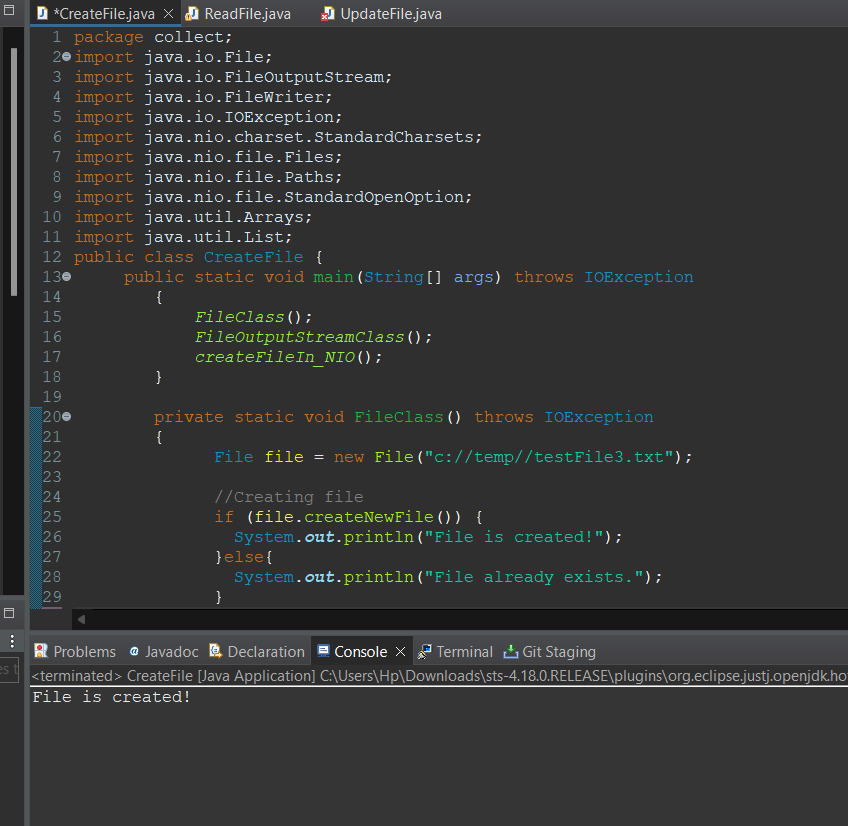 *CreateFile.java ReadFile.java UpdateFile.java
1 package collect;
2 import java.io.File;
3 import java.io.FileOutputStream;
4 import java.io.FileWriter;
5 import java.io.IOException;
6 import java.nio.charset.StandardCharsets;
7 import java.nio.file.Files;
8 import java.nio.file.Paths;
9 import java.nio.file.StandardOpenOption;
10 import java.util.Arrays;
11 import java.util.List;
12 public class CreateFile {
13 public static void main(String[] args) throws IOException
14 {
15 FileClass();
16 FileOutputStreamClass();
17 createFileIn_NIO();
18 }
19
20 private static void FileClass() throws IOException
21 {
22 File file = new File("c://temp//testFile3.txt");
23
24 //Creating file
25 if (file.createNewFile()) {
26 System.out.println("File is created!");
27 }else{
28 System.out.println("File already exists.");
29 }
Problems Javadoc Declaration Console Terminal Git Staging
<terminated> CreateFile [Java Application] C:\Users\Hp\Downloads\sts-4.18.0.RELEASE\plugins\org.eclipse.justj.openjdk.ho
File is created!